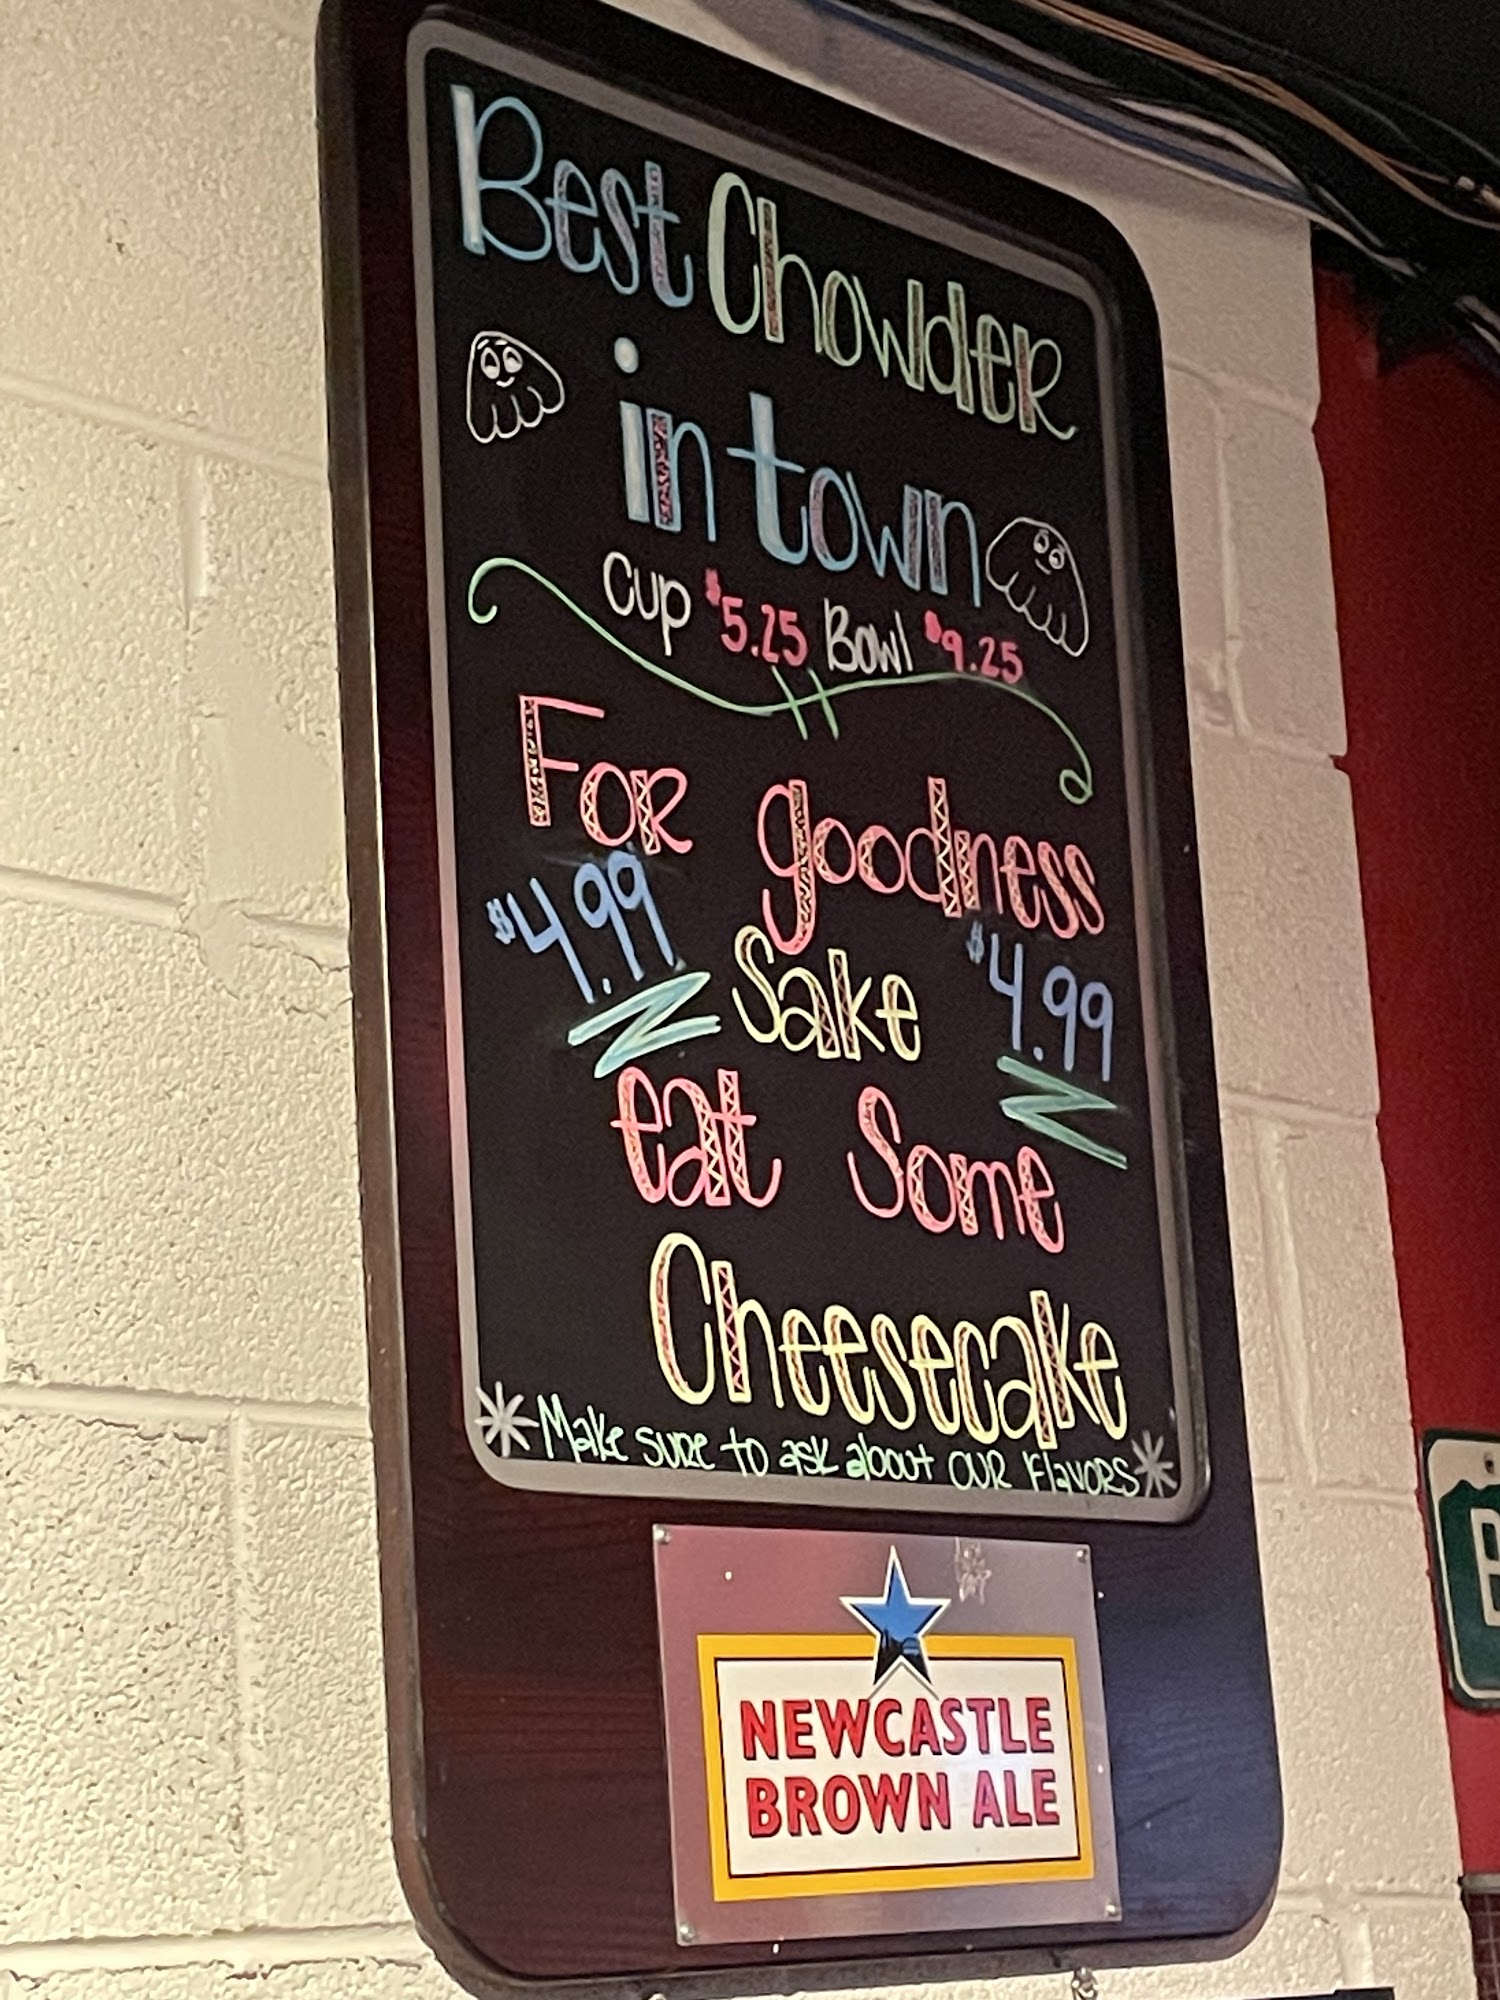 Best Chowder
in town
Cup $5.25 Bowl $9.25
For goodness
$4.99 Sake $4.99
eat Some
Cheesecake
Make sure to ask about our Flavors
NEWCASTLE
BROWN ALE